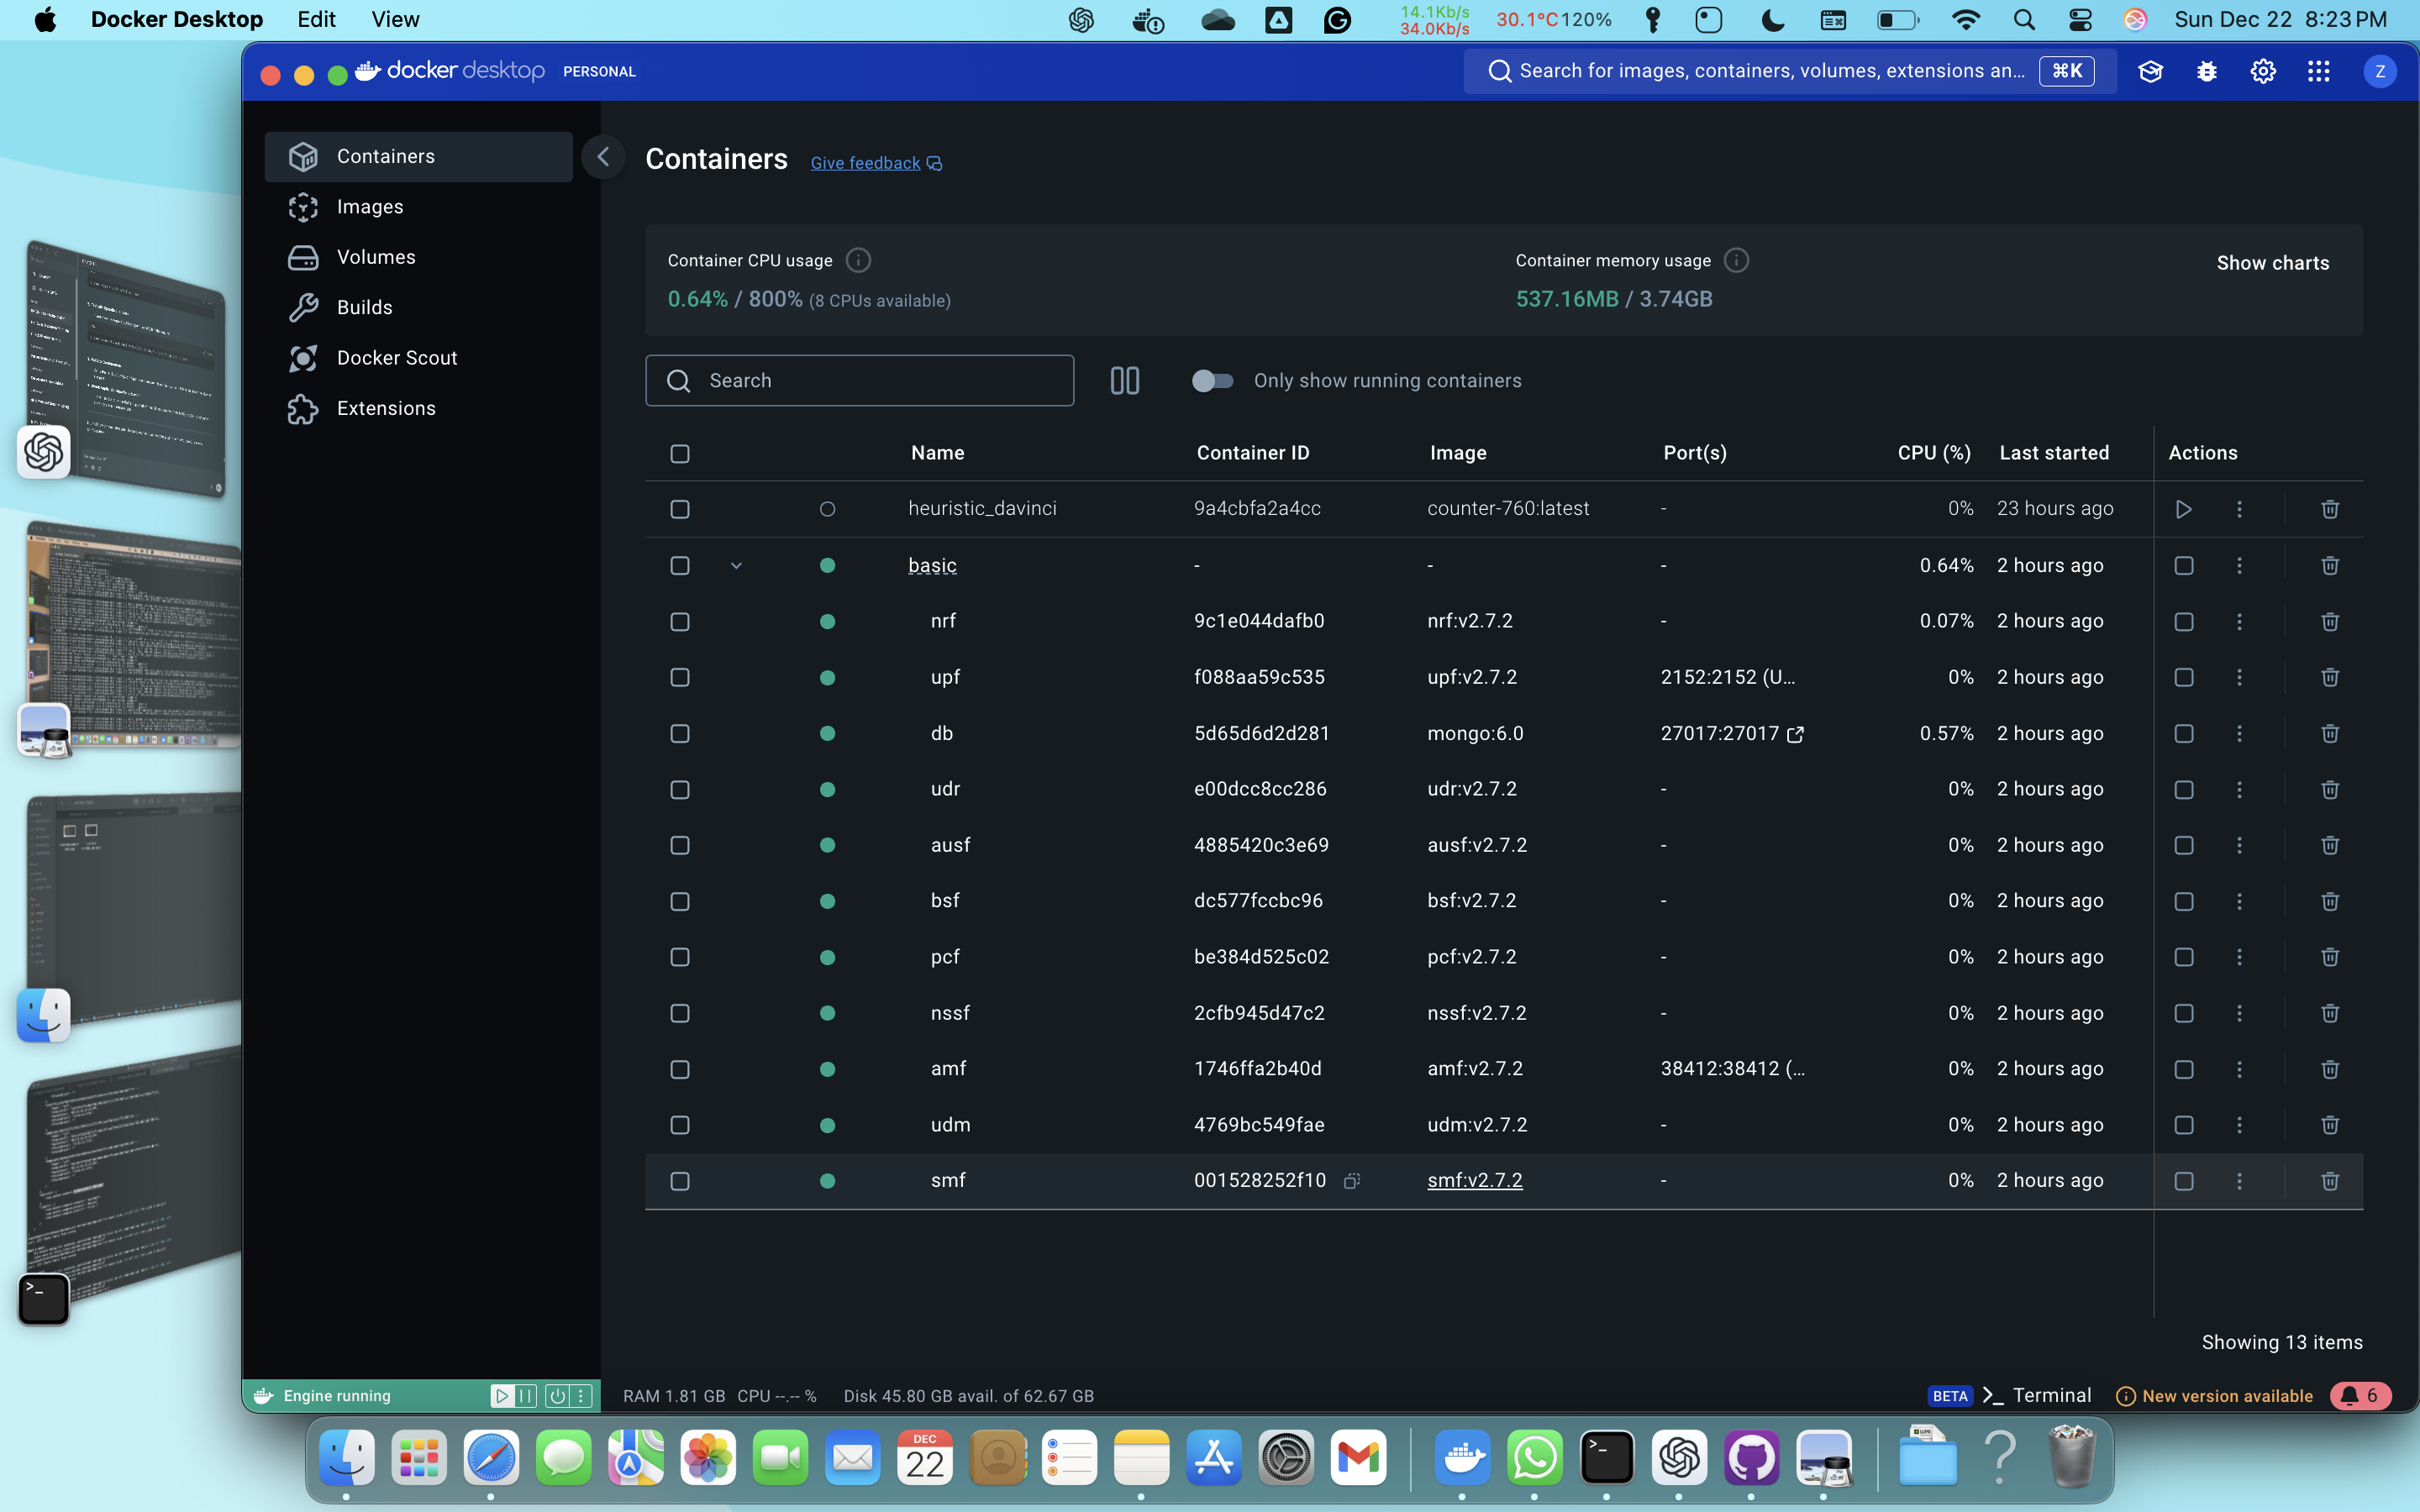 Docker Desktop Edit View 14.1Kb/s 34.0Kb/s 30.1°C 120% Sun Dec 22 8:23 PM
docker desktop PERSONAL Search for images, containers, volumes, extensions an... ⌘K Z
Containers
Images
Volumes
Builds
Docker Scout
Extensions
Containers Give feedback
Container CPU usage
0.64% / 800% (8 CPUs available)
Container memory usage
537.16MB / 3.74GB
Show charts
Search
Only show running containers
Name Container ID Image Port(s) CPU (%) Last started Actions
heuristic_davinci 9a4cbfa2a4cc counter-760:latest - 0% 23 hours ago
basic - - - 0.64% 2 hours ago
nrf 9c1e044dafb0 nrf:v2.7.2 - 0.07% 2 hours ago
upf f088aa59c535 upf:v2.7.2 2152:2152 (U... 0% 2 hours ago
db 5d65d6d2d281 mongo:6.0 27017:27017 0.57% 2 hours ago
udr e00dcc8cc286 udr:v2.7.2 - 0% 2 hours ago
ausf 4885420c3e69 ausf:v2.7.2 - 0% 2 hours ago
bsf dc577fccbc96 bsf:v2.7.2 - 0% 2 hours ago
pcf be384d525c02 pcf:v2.7.2 - 0% 2 hours ago
nssf 2cfb945d47c2 nssf:v2.7.2 - 0% 2 hours ago
amf 1746ffa2b40d amf:v2.7.2 38412:38412 (... 0% 2 hours ago
udm 4769bc549fae udm:v2.7.2 - 0% 2 hours ago
smf 001528252f10 smf:v2.7.2 - 0% 2 hours ago
Showing 13 items
Engine running RAM 1.81 GB CPU --.-- % Disk 45.80 GB avail. of 62.67 GB BETA >_ Terminal New version available 6
DEC
22